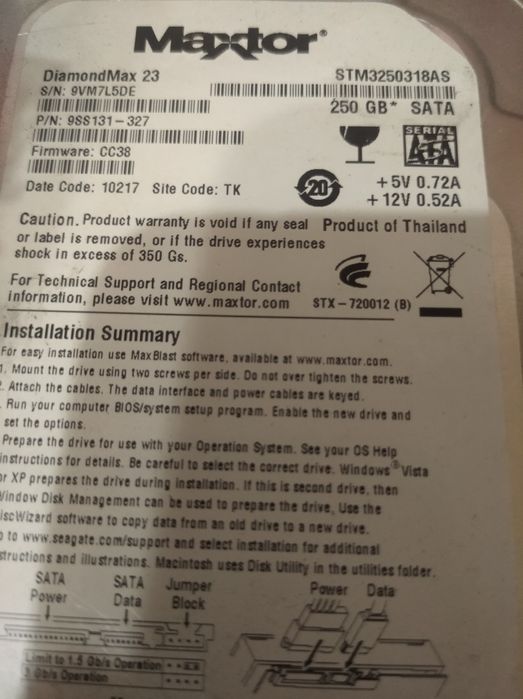 Maxtor®
DiamondMax 23
STM3250318AS
S/N: 9VM7L5DE
250 GB* SATA
P/N: 9SS131-327
SERIAL
ATA
Firmware: CC38
20
+5V 0.72A
Date Code: 10217 Site Code: TK
+12V 0.52A
Caution. Product warranty is void if any seal
or label is removed, or if the drive experiences
shock in excess of 350 Gs.
Product of Thailand
For Technical Support and Regional Contact
information, please visit www.maxtor.com
STX-720012 (B)
Installation Summary
For easy installation use MaxBlast software, available at www.maxtor.com.
1. Mount the drive using two screws per side. Do not over tighten the screws.
. Attach the cables. The data interface and power cables are keyed.
. Run your computer BIOS/system setup program. Enable the new drive and
set the options.
Prepare the drive for use with your Operation System. See your OS Help
instructions for details. Be careful to select the correct drive. Windows® Vista
or XP prepares the drive during installation. If this is second drive, then
Window Disk Management can be used to prepare the drive, Use the
iscWizard software to copy data from an old drive to a new drive.
o to www.seagate.com/support and select installation for additional
structions and illustrations. Macintosh uses Disk Utility in the utilities folder.
SATA Power
SATA Data
Jumper Block
Power
Data
Limit to 1.5 Gb/s Operation
3 Gb/s Operation